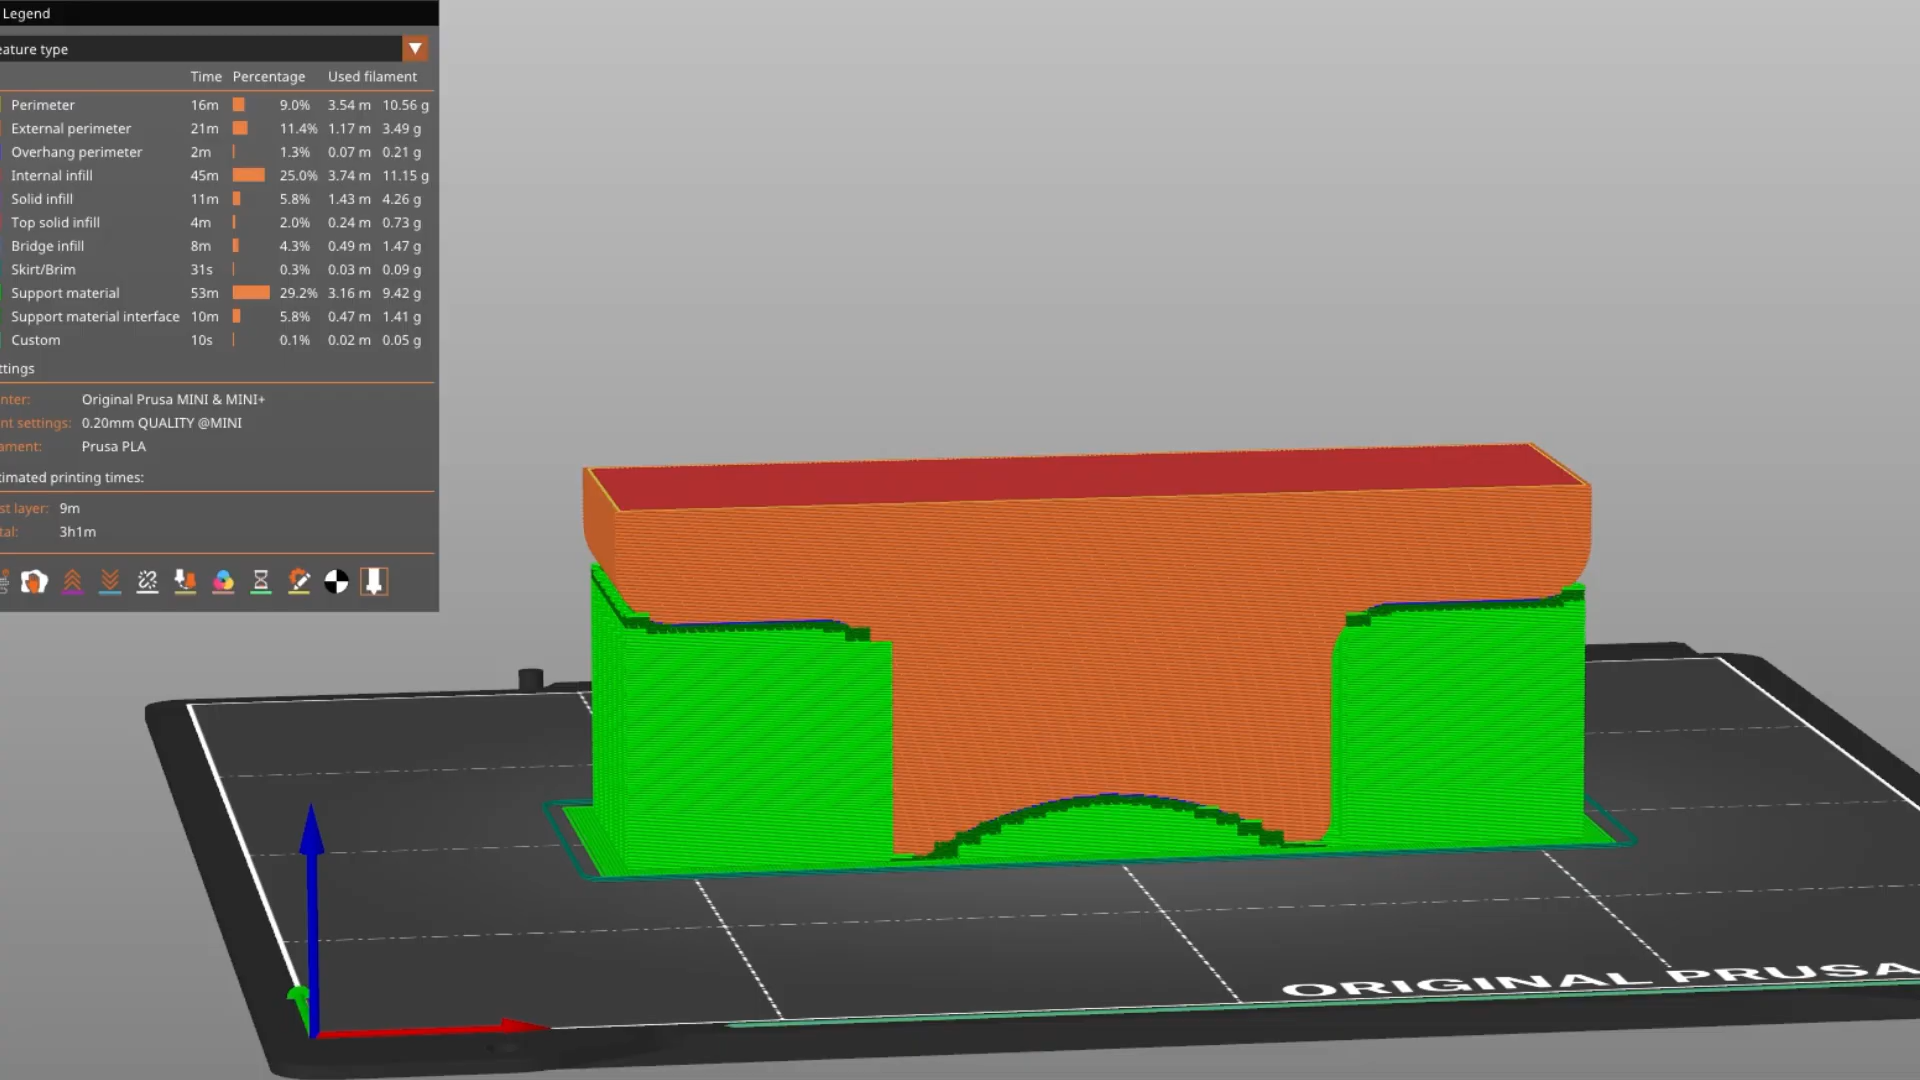 Legend
eature type
Time Percentage Used filament
Perimeter 16m 9.0% 3.54 m 10.56 g
External perimeter 21m 11.4% 1.17 m 3.49 g
Overhang perimeter 2m 1.3% 0.07 m 0.21 g
Internal infill 45m 25.0% 3.74 m 11.15 g
Solid infill 11m 5.8% 1.43 m 4.26 g
Top solid infill 4m 2.0% 0.24 m 0.73 g
Bridge infill 8m 4.3% 0.49 m 1.47 g
Skirt/Brim 31s 0.3% 0.03 m 0.09 g
Support material 53m 29.2% 3.16 m 9.42 g
Support material interface 10m 5.8% 0.47 m 1.41 g
Custom 10s 0.1% 0.02 m 0.05 g
ttings
nter: Original Prusa MINI & MINI+
nt settings: 0.20mm QUALITY @MINI
ament: Prusa PLA
timated printing times:
st layer: 9m
tal: 3h1m
ORIGINAL PRUSA